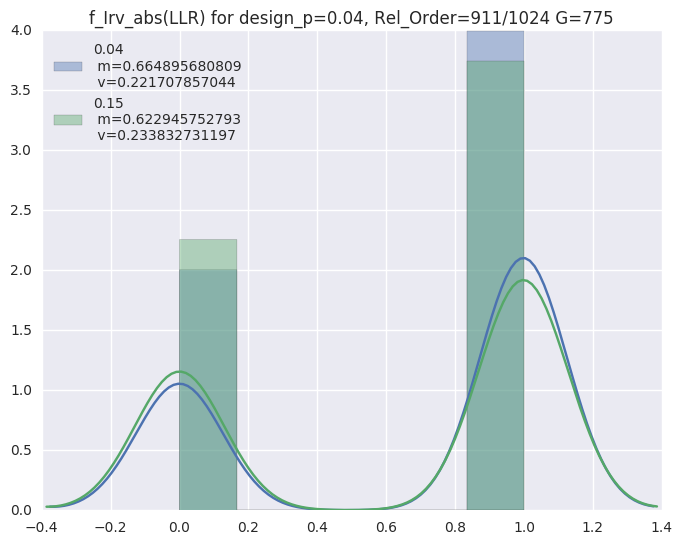 f_Irv_abs(LLR) for design_p=0.04, Rel_Order=911/1024 G=775
0.04
m=0.664895680809
v=0.221707857044
0.15
m=0.622945752793
v=0.233832731197
4.0
3.5
3.0
2.5
2.0
1.5
1.0
0.5
0.0
−0.4 −0.2 0.0 0.2 0.4 0.6 0.8 1.0 1.2 1.4